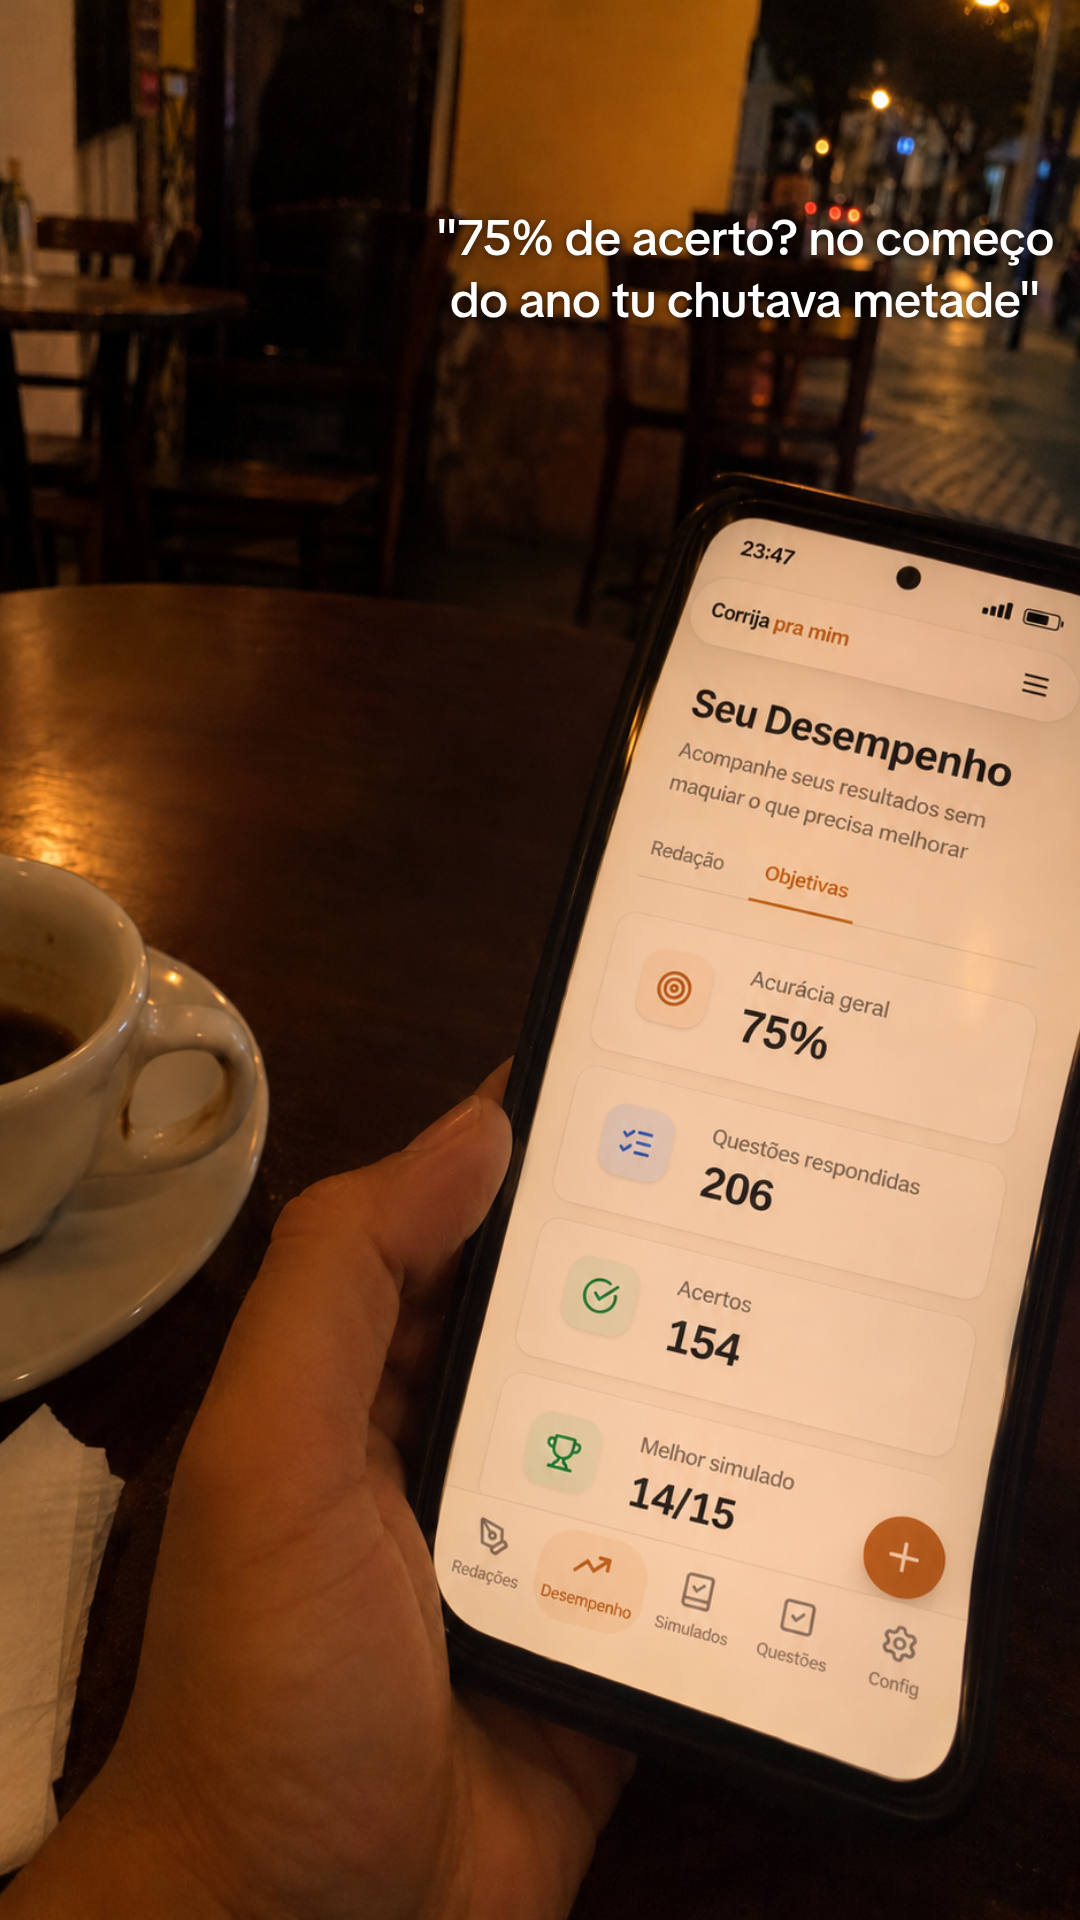 "75% de acerto? no começo
do ano tu chutava metade"
23:47
Corrija pra mim
Seu Desempenho
Acompanhe seus resultados sem
maquiar o que precisa melhorar
Redação
Objetivas
Acurácia geral
75%
Questões respondidas
206
Acertos
154
Melhor simulado
14/15
Redações
Desempenho
Simulados
Questões
Config